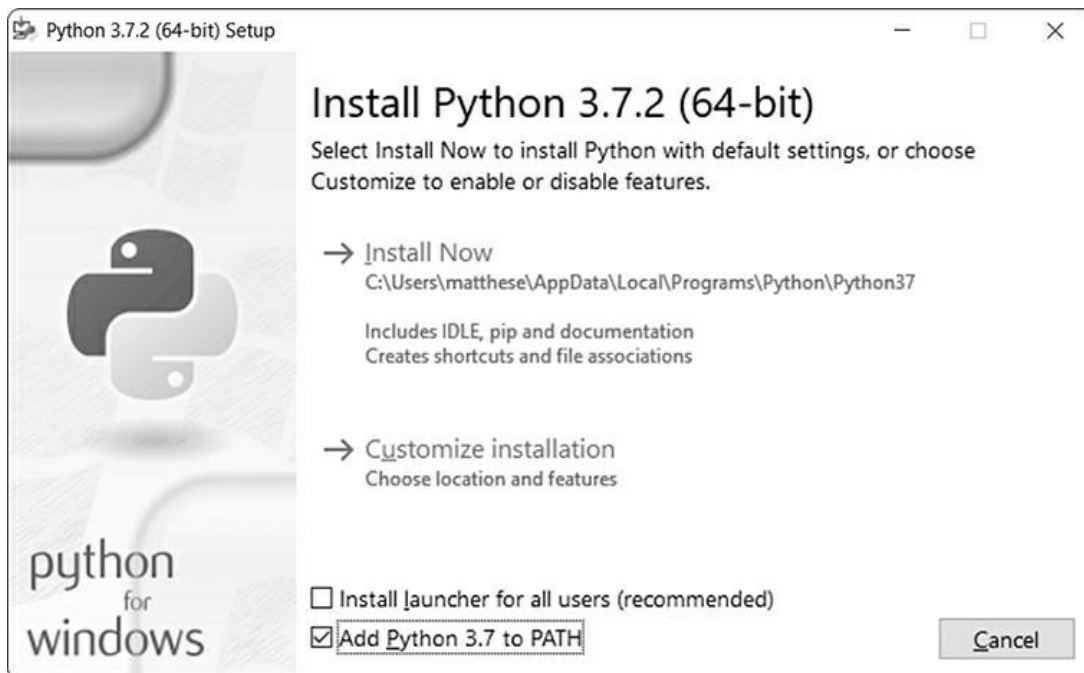 Python 3.7.2 (64-bit) Setup
Install Python 3.7.2 (64-bit)
Select Install Now to install Python with default settings, or choose
Customize to enable or disable features.
Install Now
C:\Users\matthese\AppData\Local\Programs\Python\Python37
Includes IDLE, pip and documentation
Creates shortcuts and file associations
Customize installation
Choose location and features
python
for
windows
Install launcher for all users (recommended)
Add Python 3.7 to PATH
Cancel